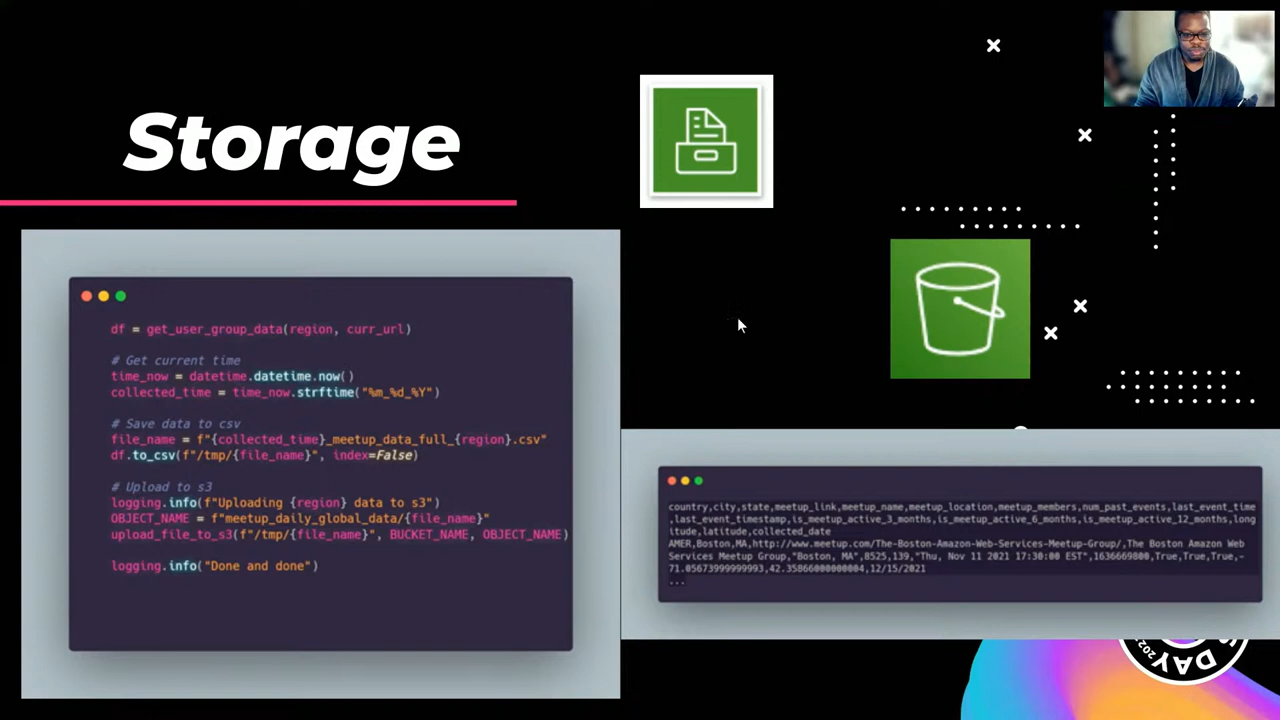 Storage
df = get_user_group_data(region, curr_url)
# Get current time
time_now = datetime.datetime.now()
collected_time = time_now.strftime("%m_%d_%Y")
# Save data to csv
file_name = f"{collected_time}_meetup_data_full_{region}.csv"
df.to_csv(f"/tmp/{file_name}", index=False)
# Upload to s3
logging.info(f"Uploading {region} data to s3")
OBJECT_NAME = f"meetup_daily_global_data/{file_name}"
upload_file_to_s3(f"/tmp/{file_name}", BUCKET_NAME, OBJECT_NAME)
logging.info("Done and done")
country,city,state,meetup_link,meetup_name,meetup_location,meetup_members,num_past_events,last_event_time
,last_event_timestamp,is_meetup_active_3_months,is_meetup_active_6_months,is_meetup_active_12_months,long
itude,latitude,collected_date
AMER,Boston,MA,http://www.meetup.com/The-Boston-Amazon-Web-Services-Meetup-Group/,The Boston Amazon Web
Services Meetup Group,"Boston, MA",8525,139,"Thu, Nov 11 2021 17:30:00 EST",1636669800,True,True,True,-
71.05673999999993,42.35866000000004,12/15/2021
...
DAY